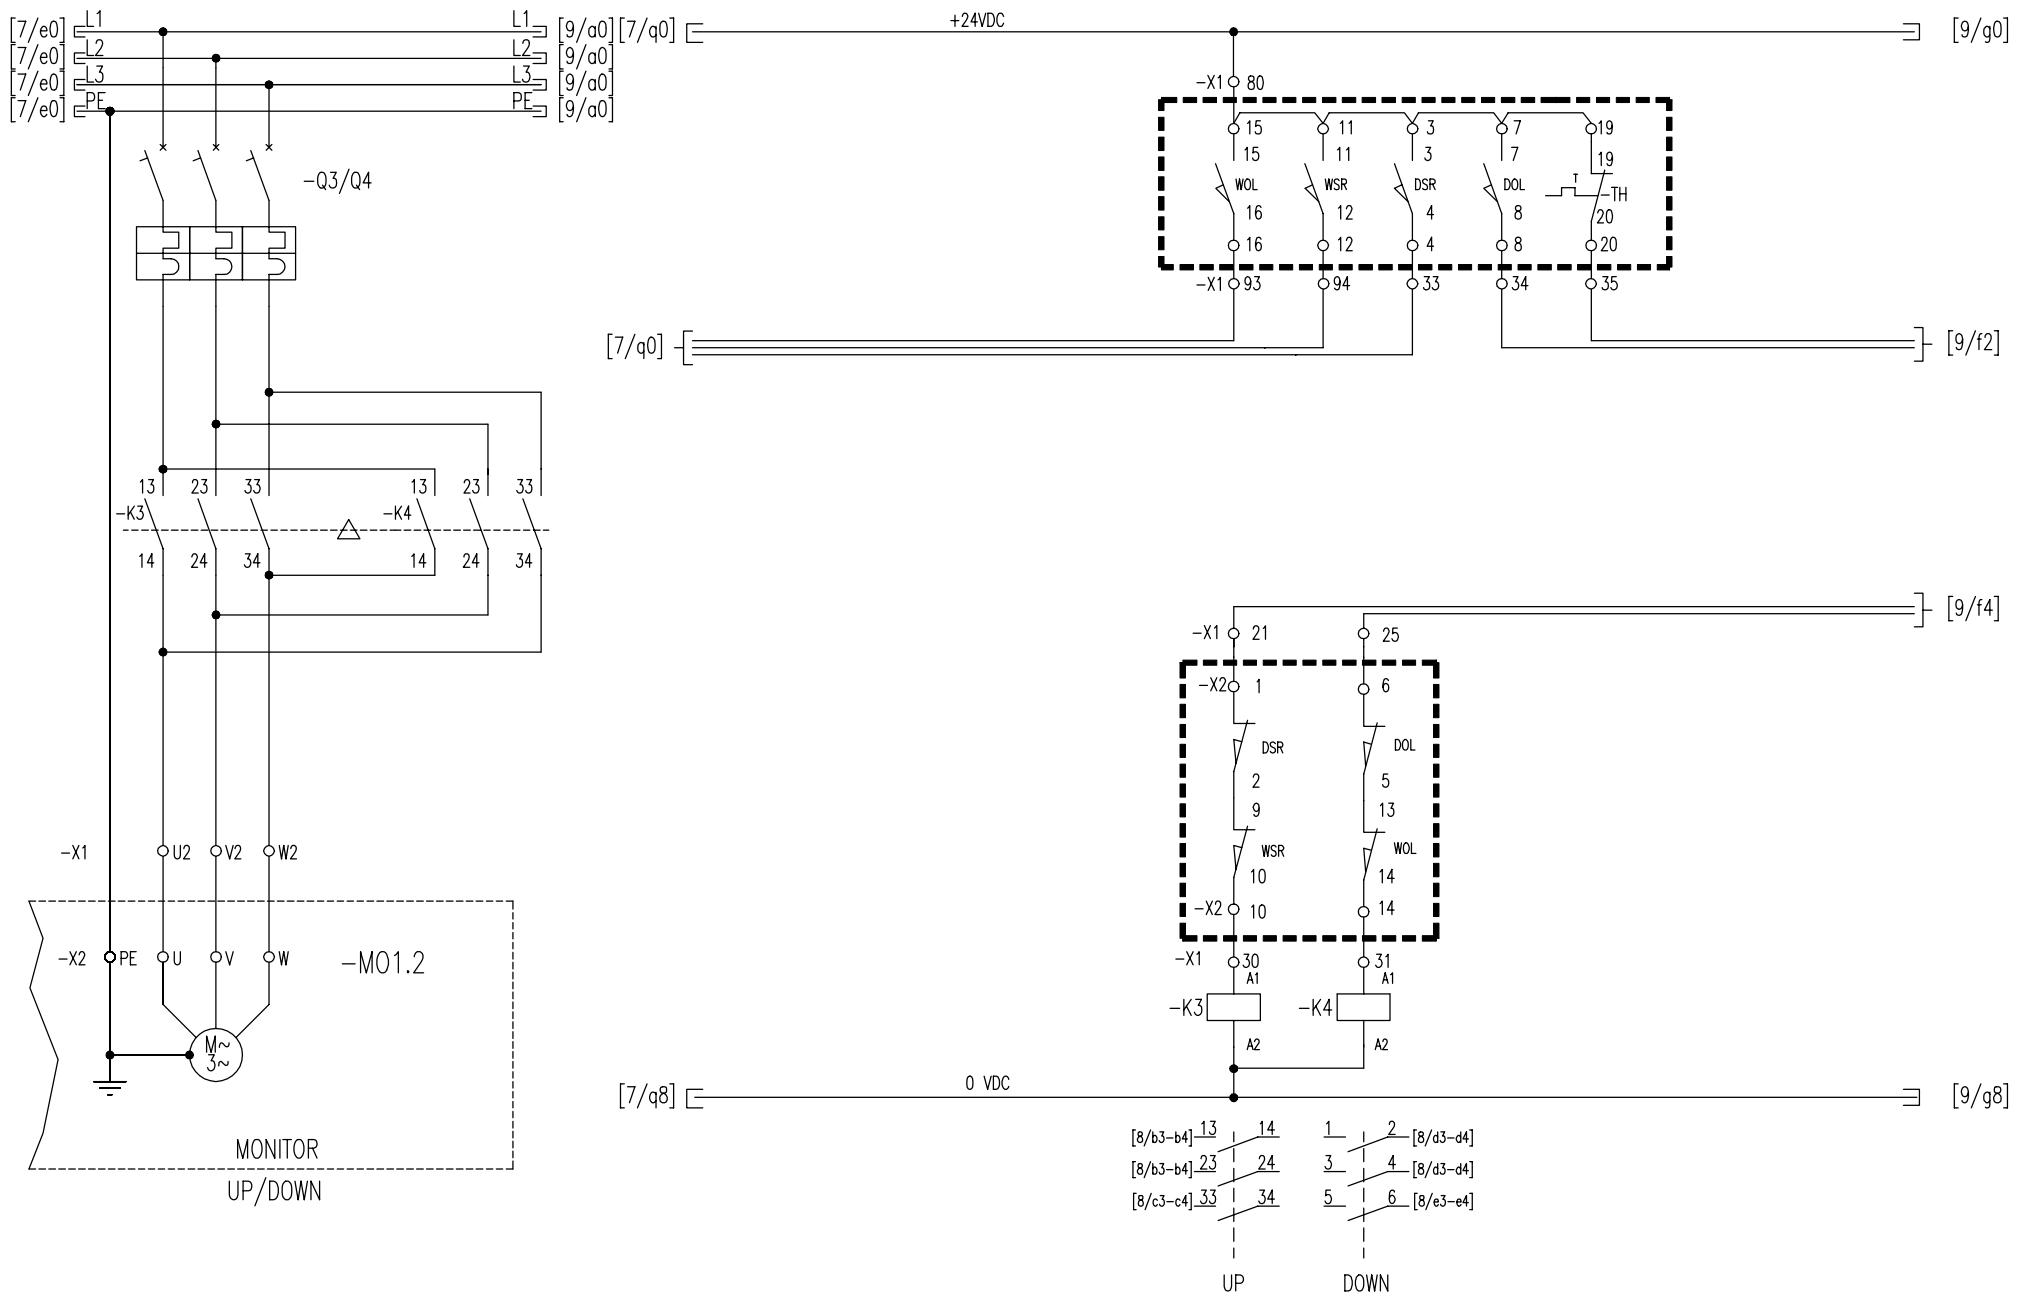 [7/e0] L1 L1 [9/a0] [7/q0] +24VDC [9/g0]
[7/e0] L2 L2 [9/a0]
[7/e0] L3 L3 [9/a0]
[7/e0] PE PE [9/a0]
-X1 80
15 11 3 7 19
15 11 3 7 19
-Q3/Q4
WOL WSR DSR DOL T -TH
16 12 4 8 20
16 12 4 8 20
-X1 93 94 33 34 35
[7/q0] [9/f2]
13 23 33 13 23 33
-K3 -K4
14 24 34 14 24 34
[9/f4]
-X1 21 25
-X2 1 6
DSR DOL
2 5
9 13
-X1 U2 V2 W2
WSR WOL
10 14
-X2 10 14
-X2 PE U V W -M01.2
-X1 30 31
A1 A1
-K3 -K4
M~
3~
A2 A2
[7/q8] 0 VDC [9/g8]
[8/b3-b4] 13 14 1 2 [8/d3-d4]
MONITOR
[8/b3-b4] 23 24 3 4 [8/d3-d4]
UP/DOWN
[8/c3-c4] 33 34 5 6 [8/e3-e4]
UP DOWN